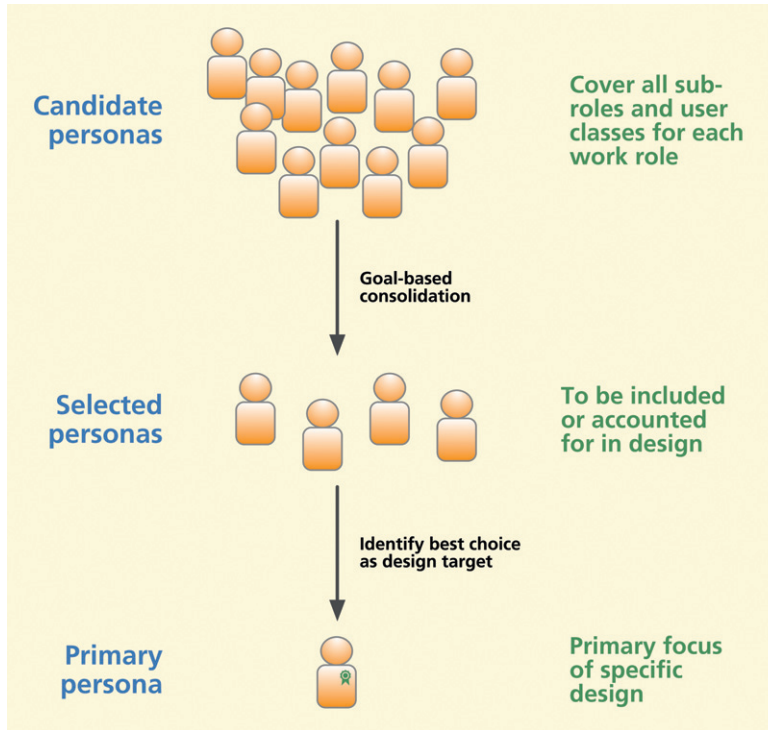 Candidate
personas
Cover all sub-
roles and user
classes for each
work role
Goal-based
consolidation
Selected
personas
To be included
or accounted
for in design
Identify best choice
as design target
Primary
persona
Primary focus
of specific
design